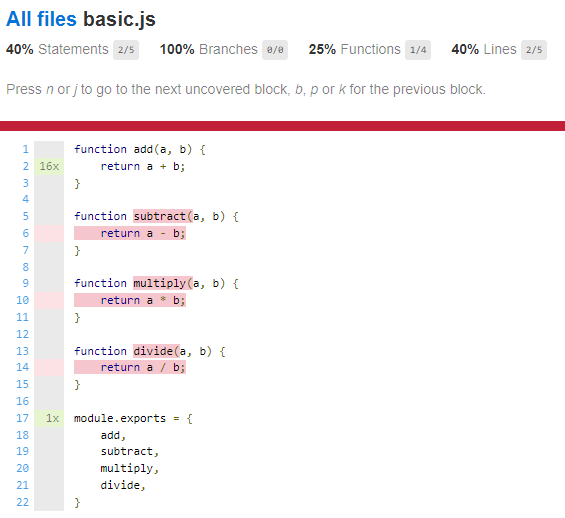 All files basic.js
40% Statements 2/5 100% Branches 0/0 25% Functions 1/4 40% Lines 2/5
Press n or j to go to the next uncovered block, b, p or k for the previous block.
1 function add(a, b) {
2 16x return a + b;
3 }
4
5 function subtract(a, b) {
6 return a - b;
7 }
8
9 function multiply(a, b) {
10 return a * b;
11 }
12
13 function divide(a, b) {
14 return a / b;
15 }
16
17 1x module.exports = {
18 add,
19 subtract,
20 multiply,
21 divide,
22 }